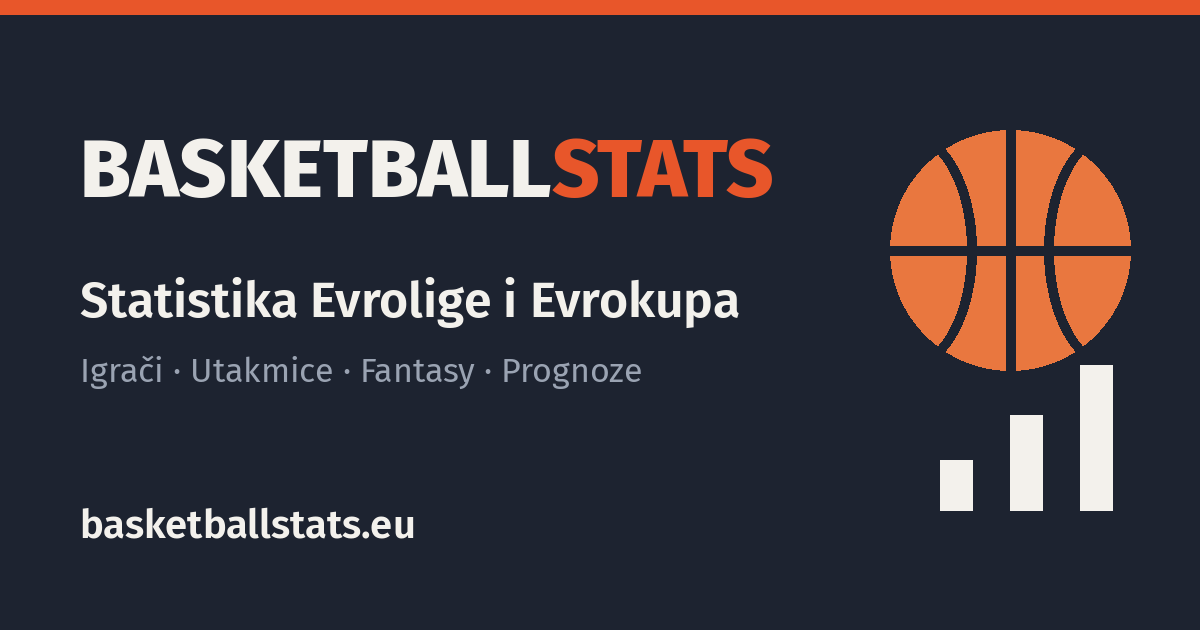 BASKETBALLSTATS
Statistika Evrolige i Evrokupa
Igrači · Utakmice · Fantasy · Prognoze
basketballstats.eu